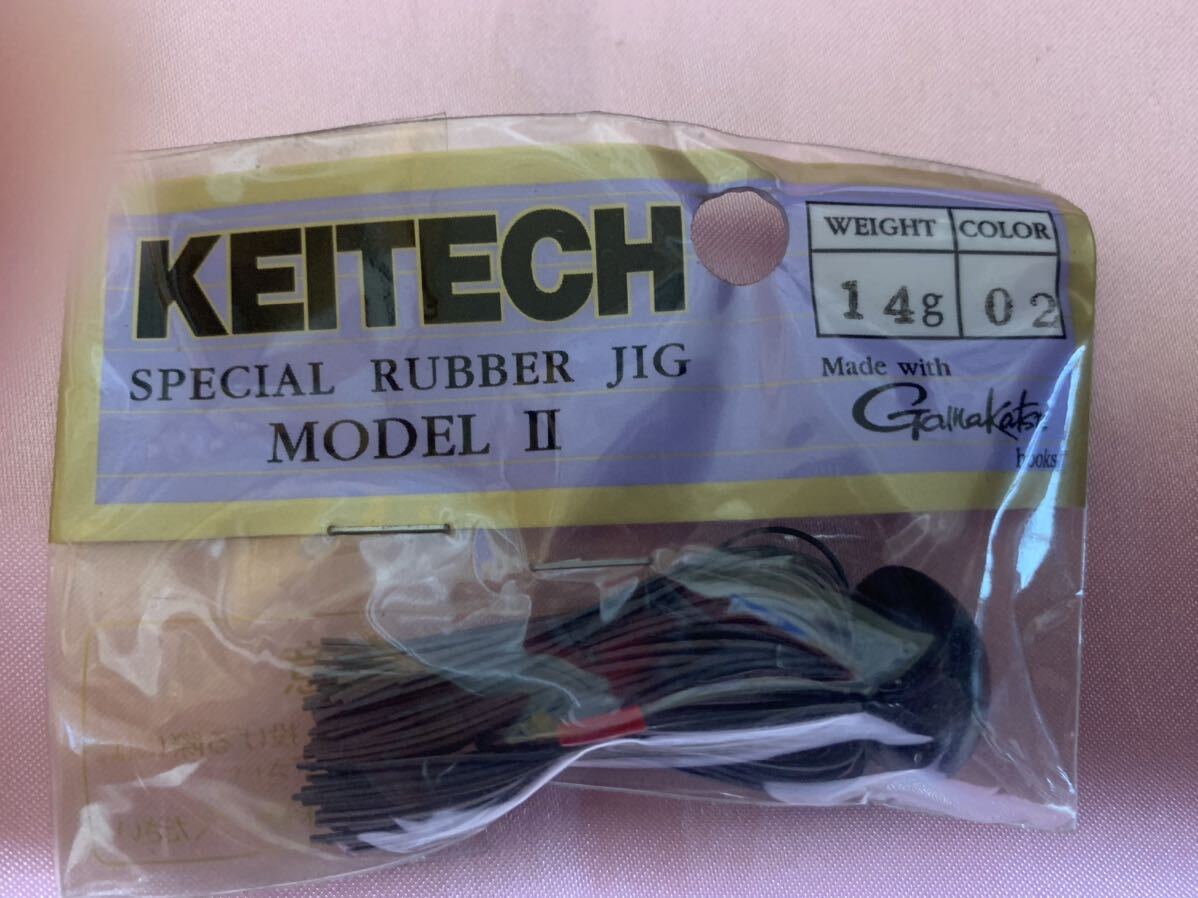 KEITECH
SPECIAL RUBBER JIG
MODEL II
WEIGHT COLOR
14g 02
Made with
Gamakatsu
hooks